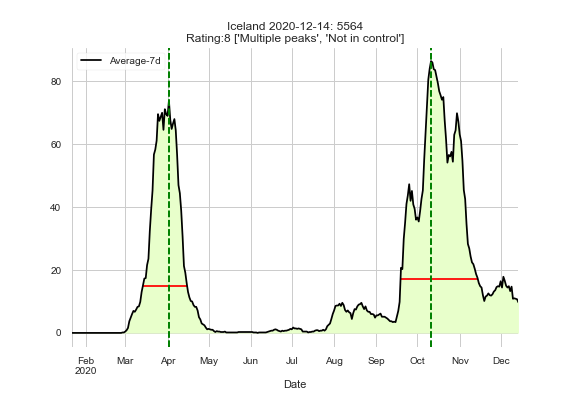 Iceland 2020-12-14: 5564
Rating:8 ['Multiple peaks', 'Not in control']
Average-7d
80
60
40
20
0
Feb Mar Apr May Jun Jul Aug Sep Oct Nov Dec
2020
Date